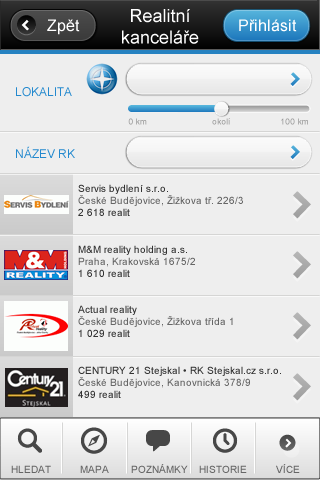 Zpět
Realitní
kanceláře
Přihlásit
LOKALITA
0 km
okolí
100 km
NÁZEV RK
SERVIS BYDLENÍ
Servis bydlení s.r.o.
České Budějovice, Žižkova tř. 226/3
2 618 realit
M&M
REALITY
M&M reality holding a.s.
Praha, Krakovská 1675/2
1 610 realit
Actual reality
České Budějovice, Žižkova třída 1
1 029 realit
Century 21
STEJSKAL
CENTURY 21 Stejskal • RK Stejskal.cz s.r.o.
České Budějovice, Kanovnická 378/9
499 realit
HLEDAT
MAPA
POZNÁMKY
HISTORIE
VÍCE